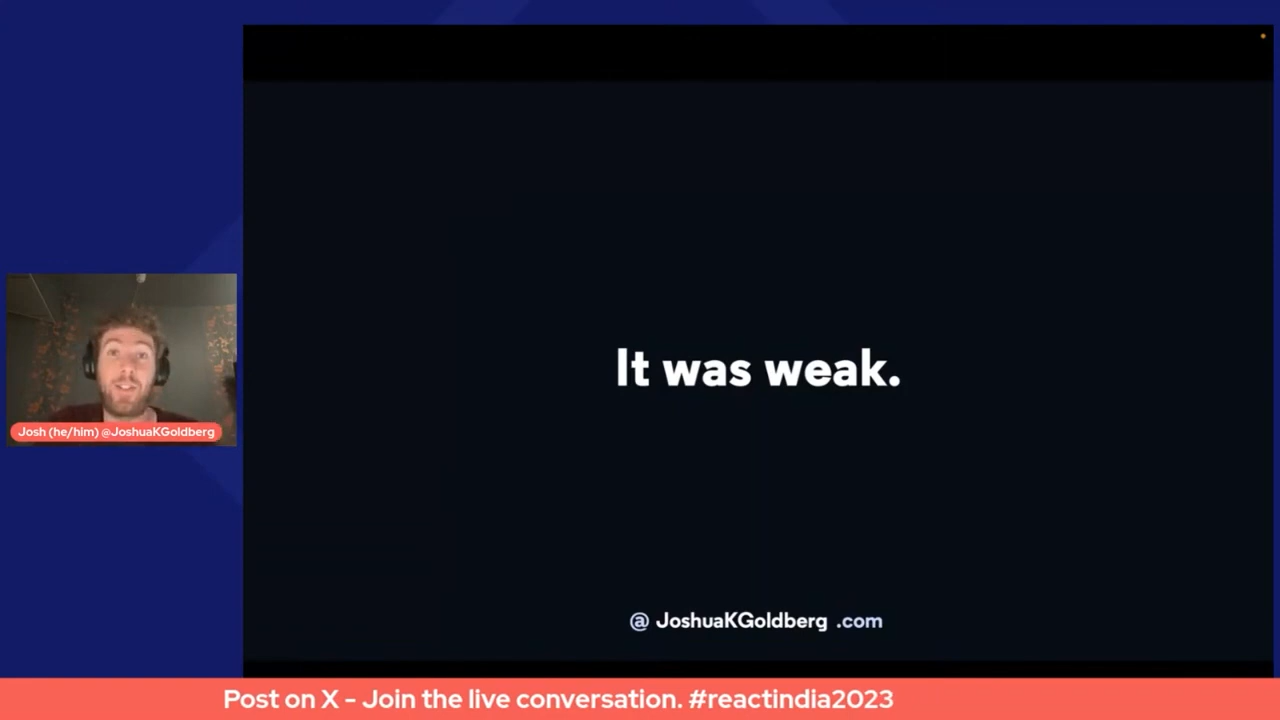 It was weak.
Josh (he/him) @JoshuaKGoldberg
@ JoshuaKGoldberg .com
Post on X - Join the live conversation. #reactindia2023